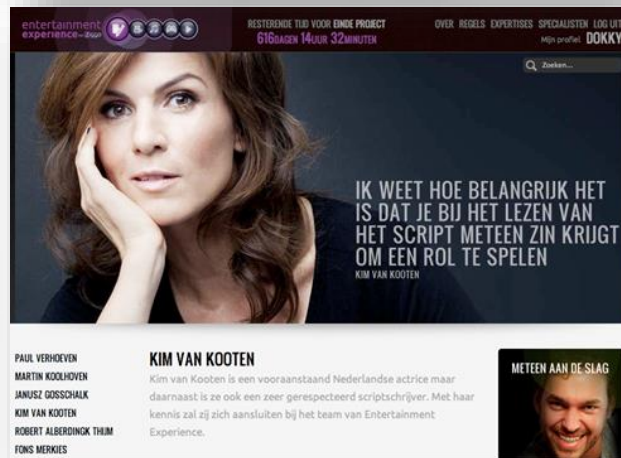 entertainment
experience
RESTERENDE TIJD VOOR EINDE PROJECT
616DAGEN 14UUR 32MINUTEN
OVER REGELS EXPERTISES SPECIALISTEN LOG UIT
Mijn profiel DOKKY
Zoeken...
IK WEET HOE BELANGRIJK HET
IS DAT JE BIJ HET LEZEN VAN
HET SCRIPT METEEN ZIN KRIJGT
OM EEN ROL TE SPELEN
KIM VAN KOOTEN
PAUL VERHOEVEN
MARTIN KOOLHOVEN
JANUSZ GOSSCHALK
KIM VAN KOOTEN
ROBERT ALBERDINGK THIJM
FONS MERKIES
KIM VAN KOOTEN
Kim van Kooten is een vooraanstaand Nederlandse actrice maar
daarnaast is ze ook een zeer gerespecteerd scriptschrijver. Met haar
kennis zal zij zich aansluiten bij het team van Entertainment
Experience.
METEEN AAN DE SLAG